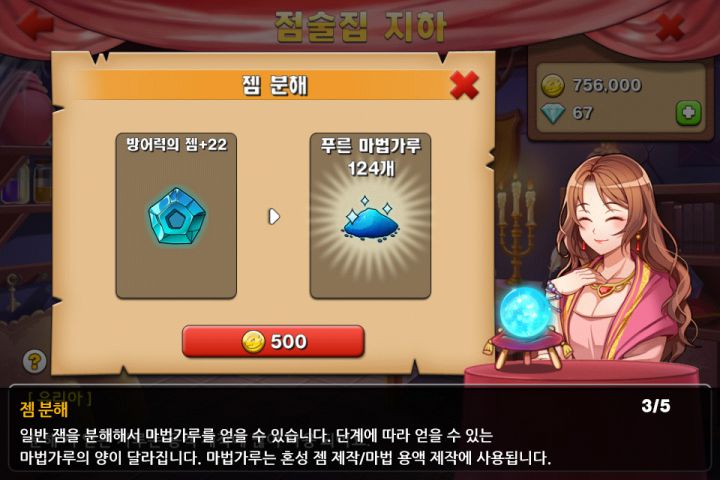 점술집 지하
젬 분해
756,000
67
방어력의 젬+22
푸른 마법가루
124개
500
?
[ 유리아 ]
젬 분해
3/5
일반 잼을 분해해서 마법가루를 얻을 수 있습니다. 단계에 따라 얻을 수 있는
마법가루의 양이 달라집니다. 마법가루는 혼성 젬 제작/마법 용액 제작에 사용됩니다.